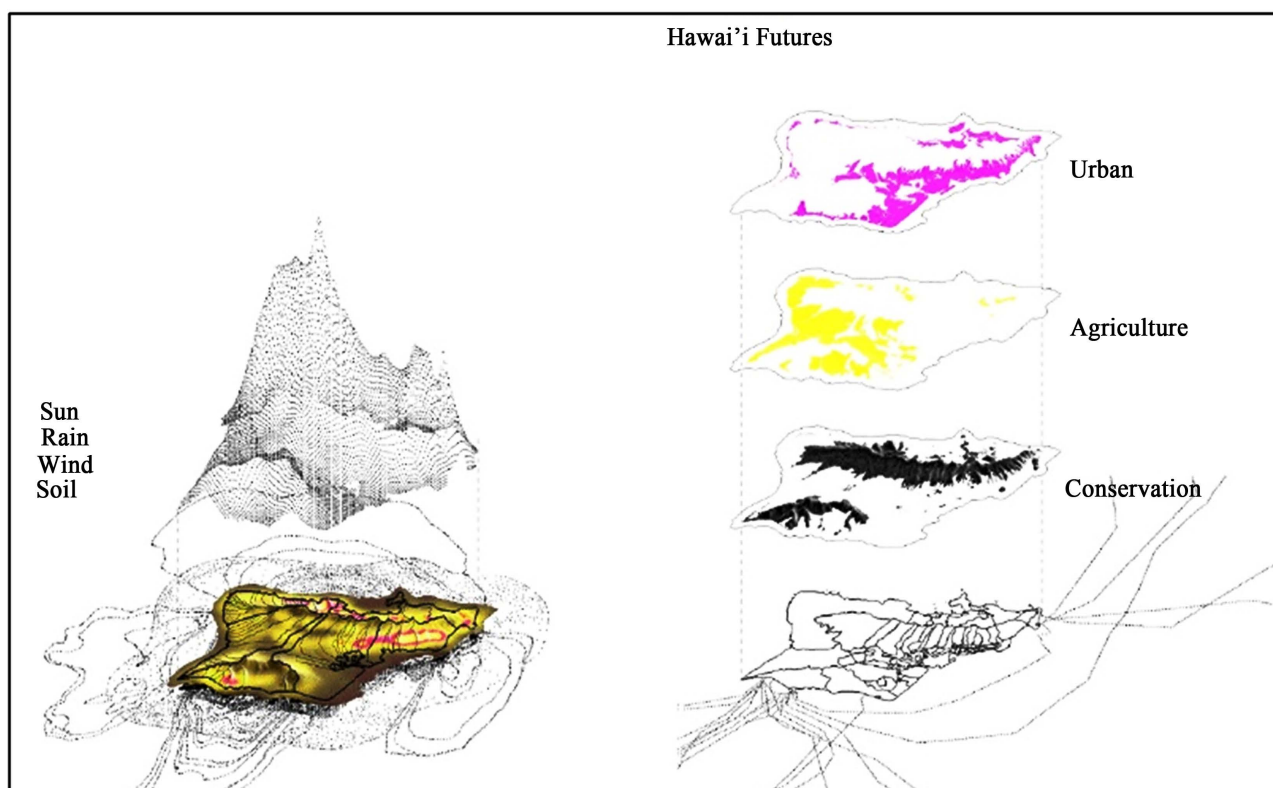 Hawai’i Futures
Urban
Agriculture
Conservation
Sun
Rain
Wind
Soil